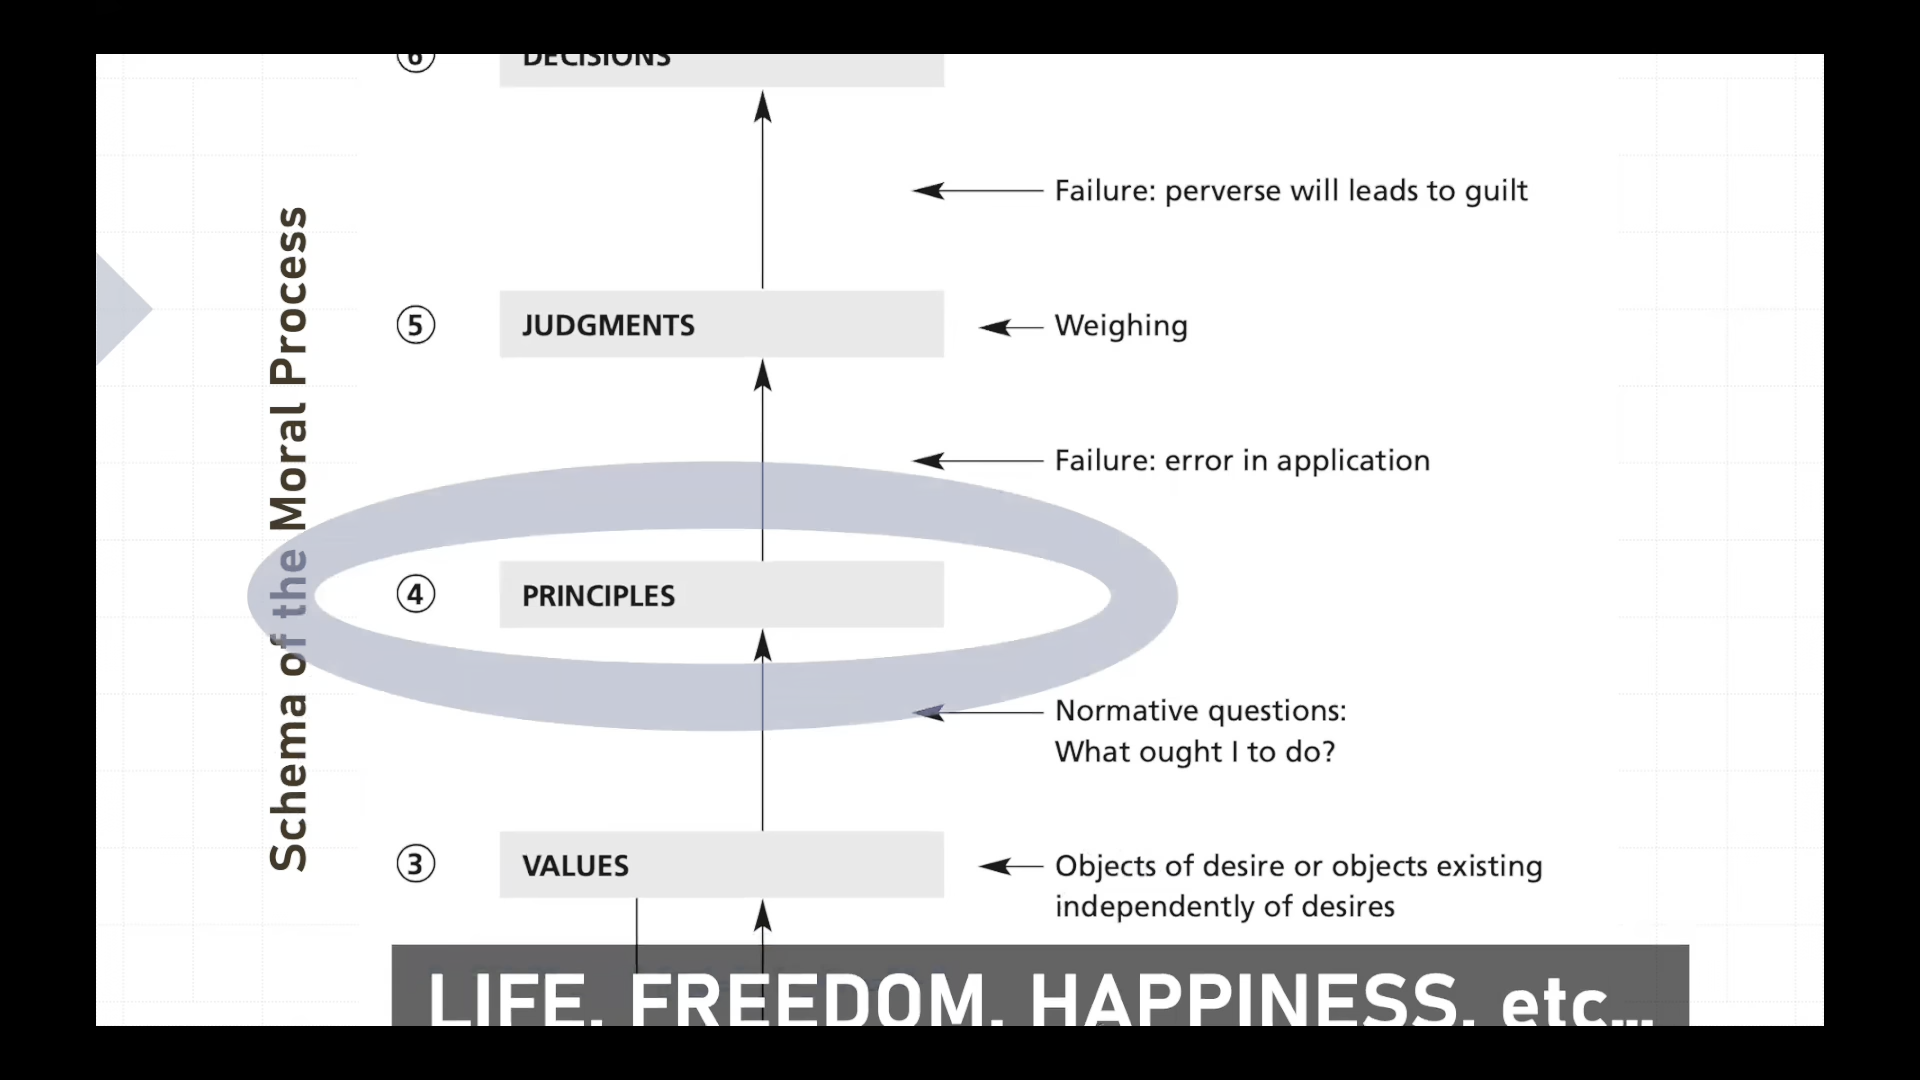 Schema of the Moral Process
6 DECISIONS
Failure: perverse will leads to guilt
5 JUDGMENTS
Weighing
Failure: error in application
4 PRINCIPLES
Normative questions:
What ought I to do?
3 VALUES
Objects of desire or objects existing
independently of desires
LIFE, FREEDOM, HAPPINESS, etc...